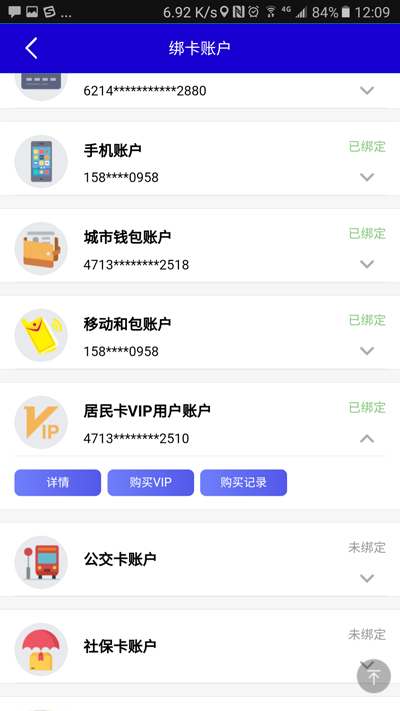 6.92 K/s 4G 84% 12:09
绑卡账户
6214***********2880
手机账户
已绑定
158****0958
城市钱包账户
已绑定
4713********2518
移动和包账户
已绑定
158****0958
居民卡VIP用户账户
已绑定
VIP
4713********2510
详情 购买VIP 购买记录
公交卡账户
未绑定
社保卡账户
未绑定